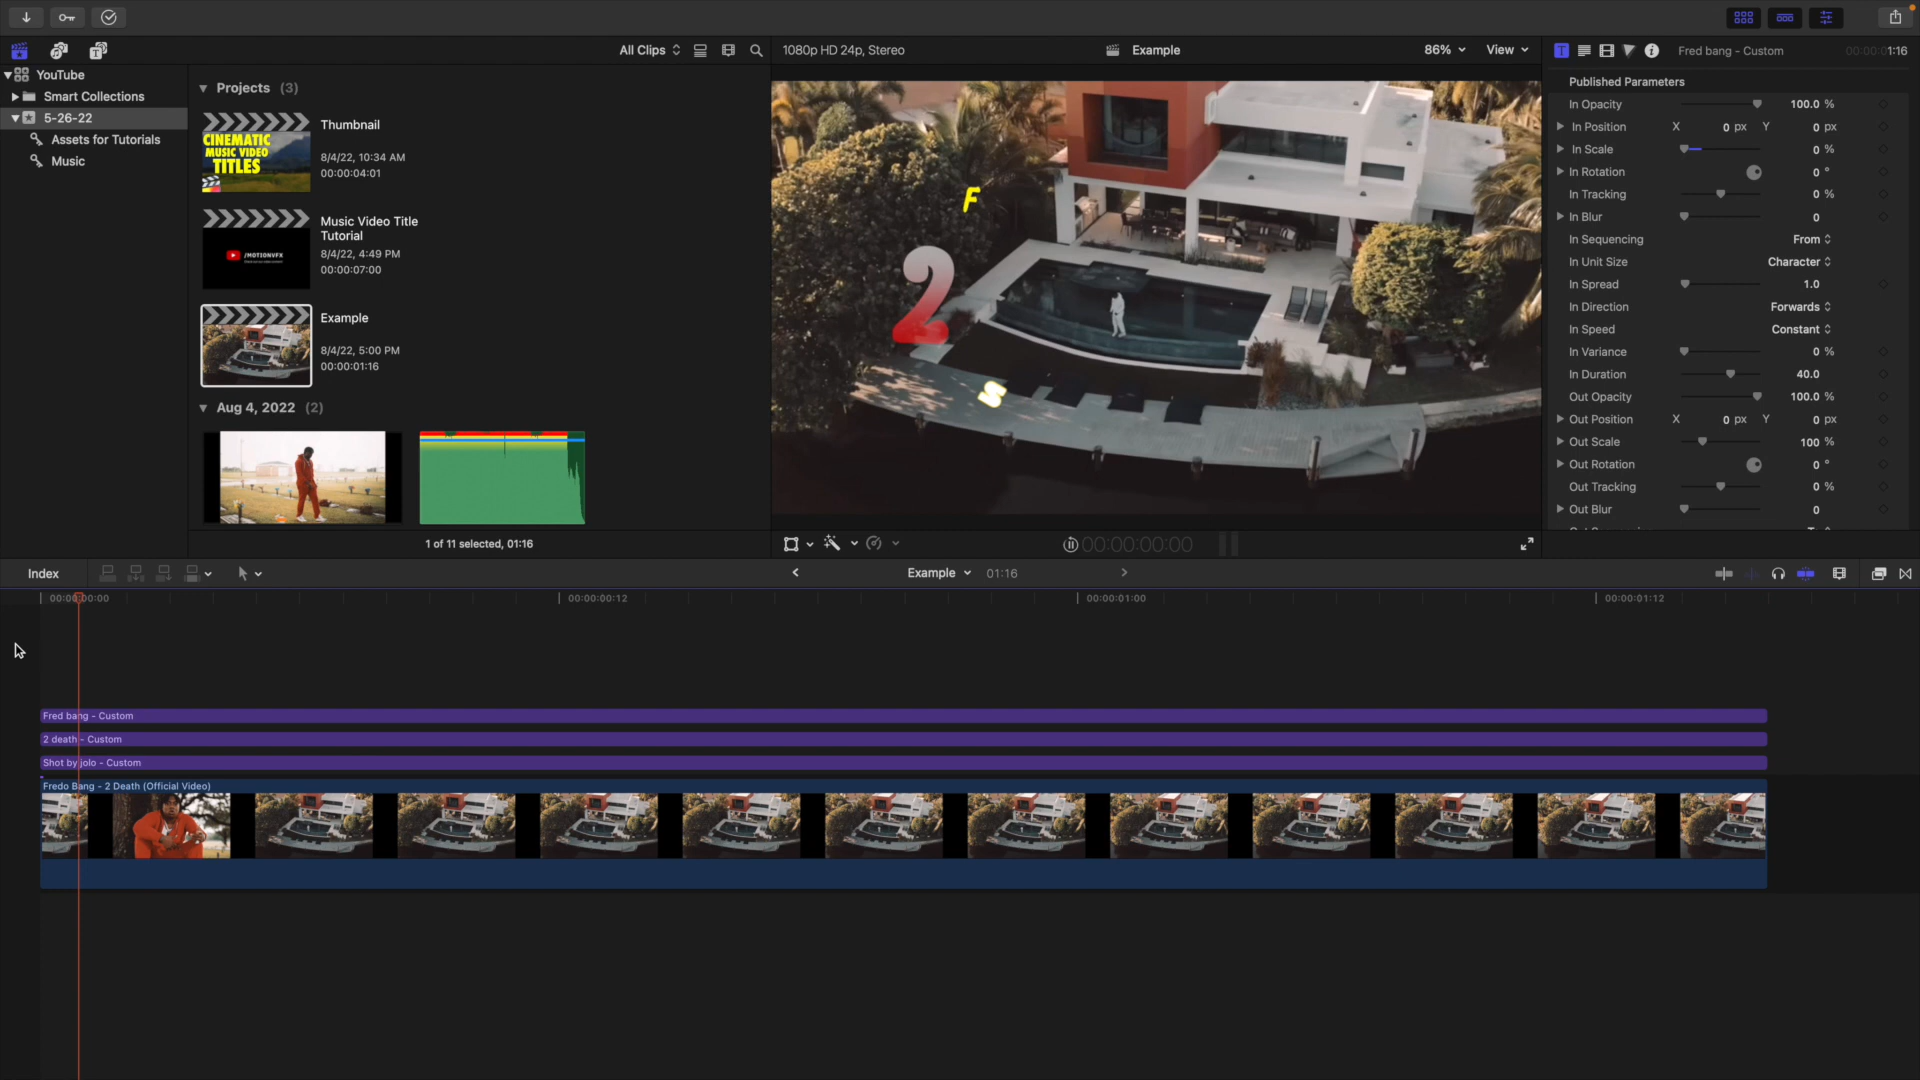 All Clips
1080p HD 24p, Stereo
Example
86%
View
Fred bang - Custom
00:00:01:16
YouTube
Smart Collections
5-26-22
Assets for Tutorials
Music
Projects (3)
CINEMATIC
MUSIC VIDEO
TITLES
Thumbnail
8/4/22, 10:34 AM
00:00:04:01
/MOTIONVFX
Music Video Title
Tutorial
8/4/22, 4:49 PM
00:00:07:00
Example
8/4/22, 5:00 PM
00:00:01:16
Aug 4, 2022 (2)
1 of 11 selected, 01:16
F
2
S
00:00:00:00
Published Parameters
In Opacity 100.0 %
In Position X 0 px Y 0 px
In Scale 0 %
In Rotation 0 °
In Tracking 0 %
In Blur 0
In Sequencing From
In Unit Size Character
In Spread 1.0
In Direction Forwards
In Speed Constant
In Variance 0 %
In Duration 40.0
Out Opacity 100.0 %
Out Position X 0 px Y 0 px
Out Scale 100 %
Out Rotation 0 °
Out Tracking 0 %
Out Blur 0
Index
Example 01:16
00:00:00:00
00:00:00:12
00:00:01:00
00:00:01:12
Fred bang - Custom
2 death - Custom
Shot by jolo - Custom
Fredo Bang - 2 Death (Official Video)